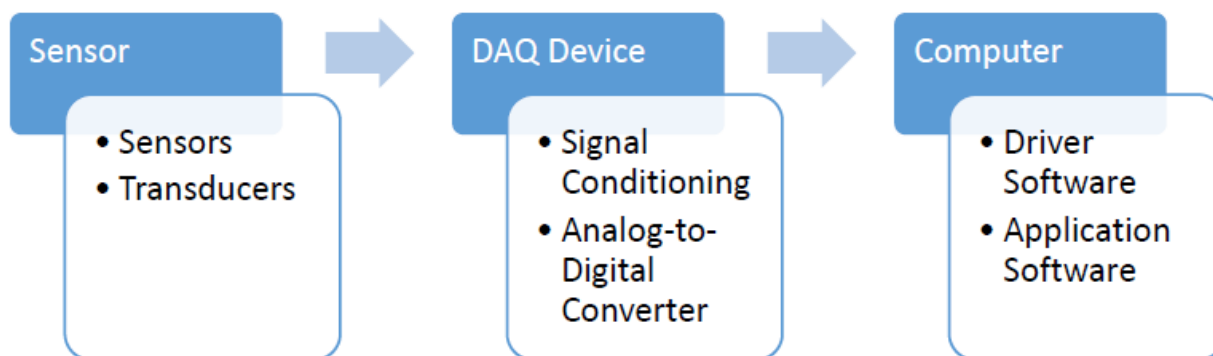 Sensor
• Sensors
• Transducers
DAQ Device
• Signal
Conditioning
• Analog-to-
Digital
Converter
Computer
• Driver
Software
• Application
Software